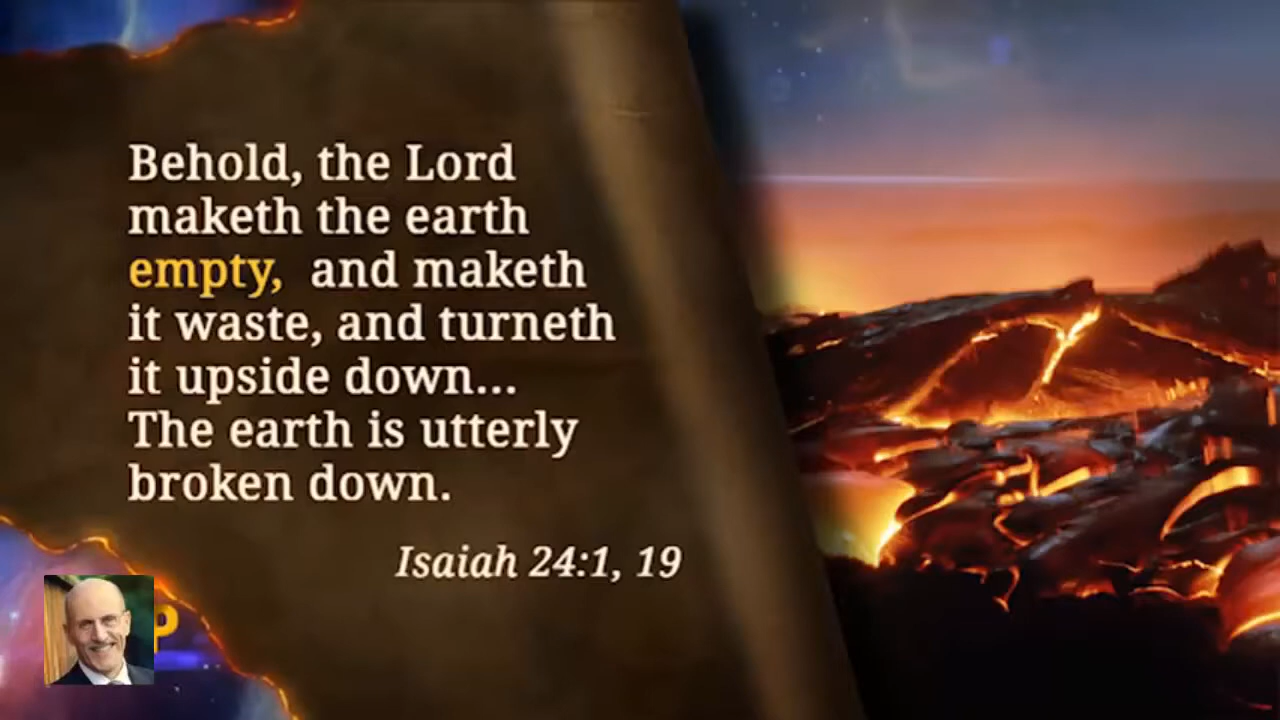 Behold, the Lord
maketh the earth
empty, and maketh
it waste, and turneth
it upside down...
The earth is utterly
broken down.
Isaiah 24:1, 19